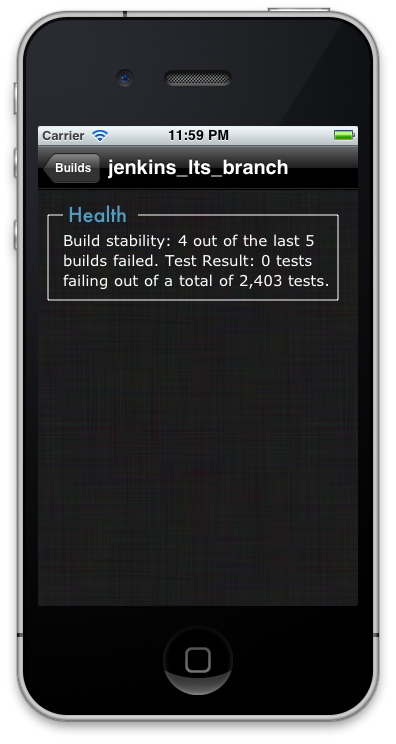 Carrier 11:59 PM
Builds jenkins_lts_branch
Health
Build stability: 4 out of the last 5
builds failed. Test Result: 0 tests
failing out of a total of 2,403 tests.